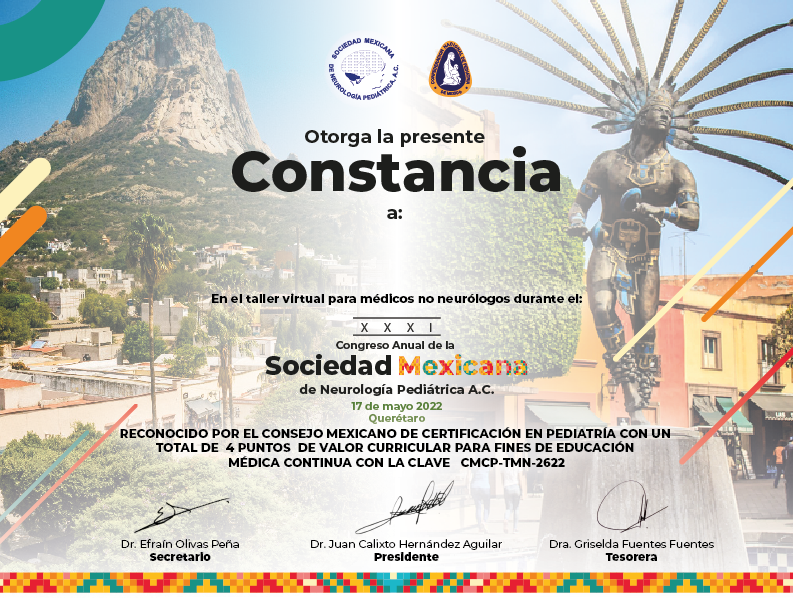 SOCIEDAD MEXICANA
DE NEUROLOGÍA PEDIÁTRICA, A.C.
Otorga la presente
Constancia
a:
En el taller virtual para médicos no neurólogos durante el:
X X X I
Congreso Anual de la
Sociedad Mexicana
de Neurología Pediátrica A.C.
17 de mayo 2022
Querétaro
RECONOCIDO POR EL CONSEJO MEXICANO DE CERTIFICACIÓN EN PEDIATRÍA CON UN
TOTAL DE 4 PUNTOS DE VALOR CURRICULAR PARA FINES DE EDUCACIÓN
MÉDICA CONTINUA CON LA CLAVE CMCP-TMN-2622
Dr. Efraín Olivas Peña
Secretario
Dr. Juan Calixto Hernández Aguilar
Presidente
Dra. Griselda Fuentes Fuentes
Tesorera